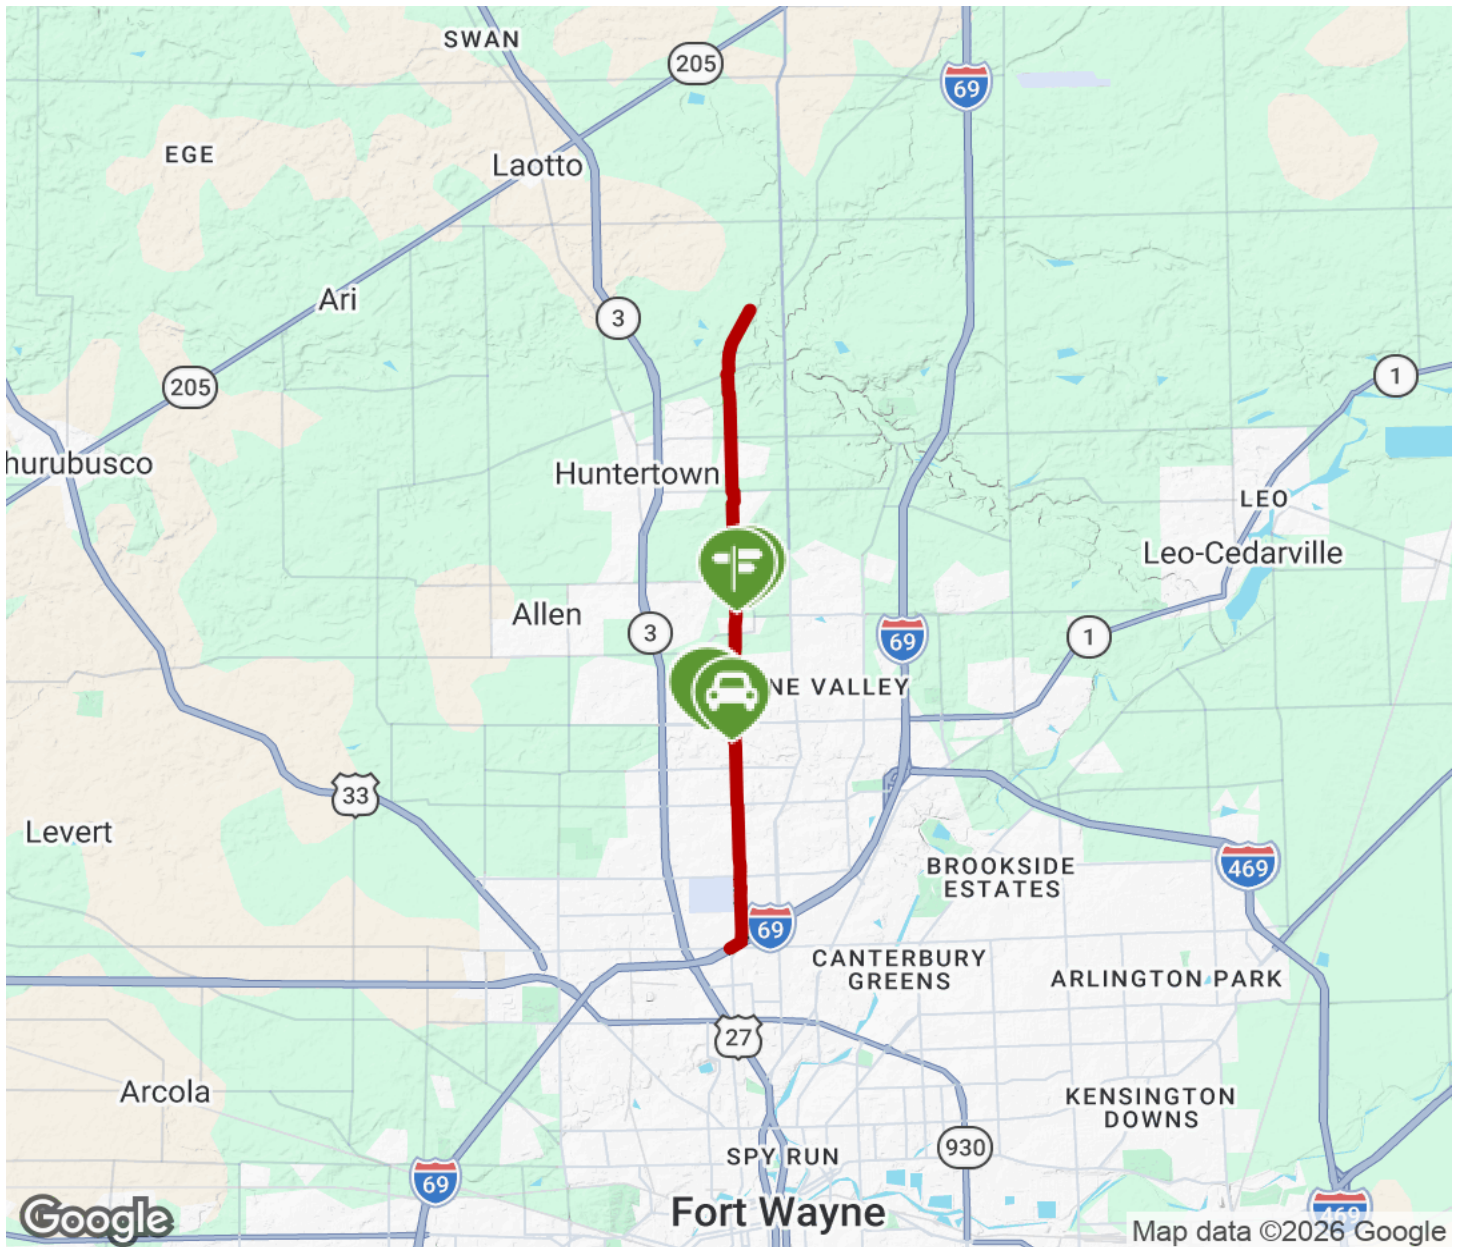 SWAN
205
69
EGE
Laotto
Ari
3
205
1
hurubusco
Huntertown
LEO
Leo-Cedarville
Allen
3
69
1
NE VALLEY
33
Levert
BROOKSIDE
ESTATES
469
69
CANTERBURY
GREENS
ARLINGTON PARK
27
Arcola
KENSINGTON
DOWNS
SPY RUN
930
69
Fort Wayne
469
Google
Map data ©2026 Google